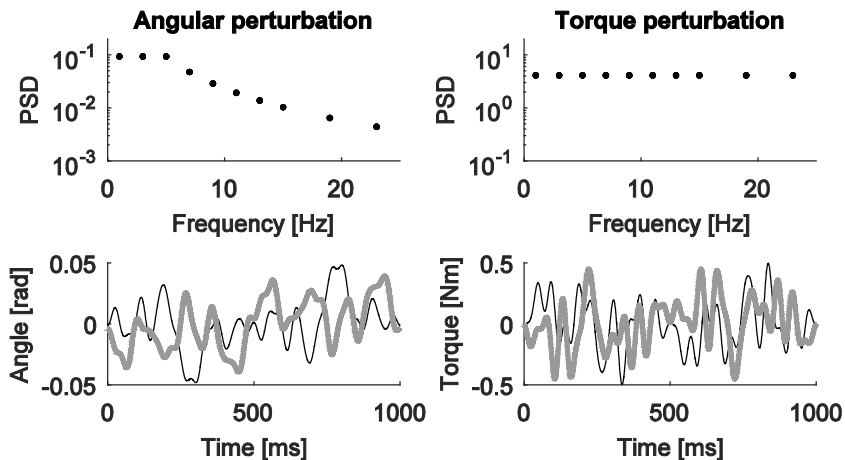 Angular perturbation
Torque perturbation
PSD
10^-1
10^-2
10^-3
0 10 20
Frequency [Hz]
PSD
10^1
10^0
10^-1
0 10 20
Frequency [Hz]
Angle [rad]
0.05
0
-0.05
0 500 1000
Time [ms]
Torque [Nm]
0.5
0
-0.5
0 500 1000
Time [ms]